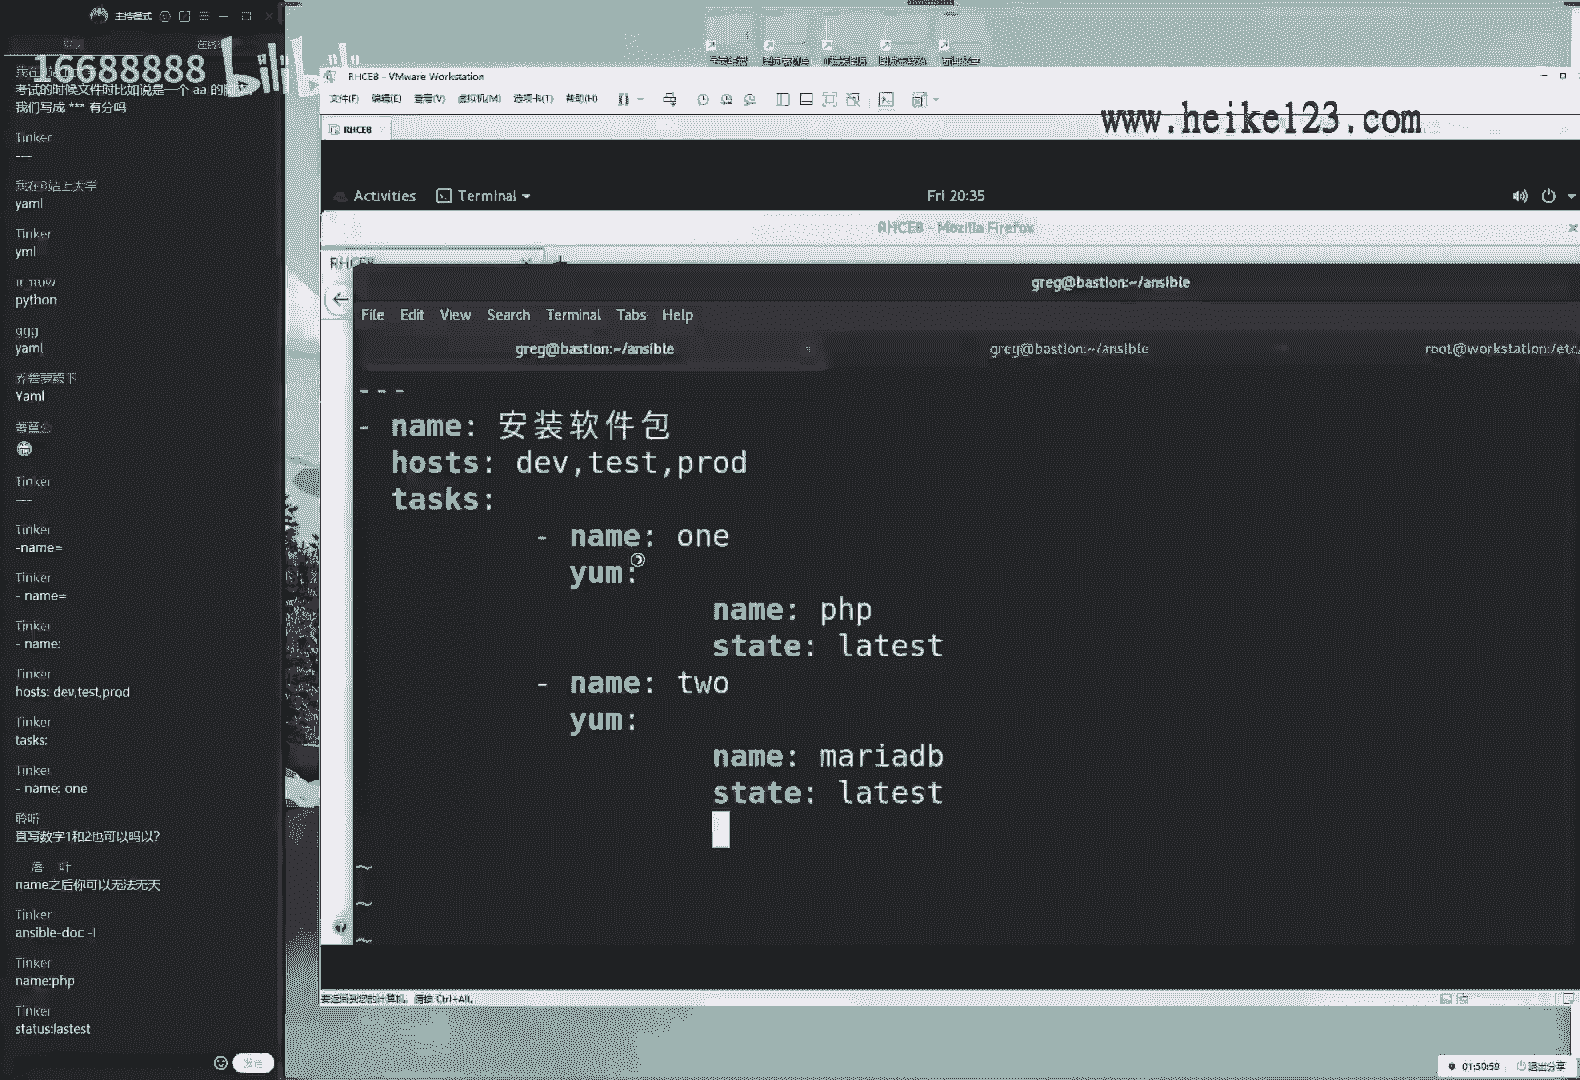 主持模式
16688888
bilibili
考试的时候文件时比如说是一个 aa 的
我们写成 *** 有分吗
Tinker
---
我在B站上大学
yaml
Tinker
yml
python
ggg
yaml
Yaml
Tinker
---
Tinker
-name=
Tinker
- name=
Tinker
- name:
Tinker
hosts: dev,test,prod
Tinker
tasks:
Tinker
- name: one
聆听
直写数字1和2也可以吗以?
落 叶
name之后你可以无法无天
Tinker
ansible-doc -l
Tinker
name:php
Tinker
status:lastest
发送
RHCE8 - VMware Workstation
文件(F) 编辑(E) 查看(V) 虚拟机(M) 选项卡(T) 帮助(H)
www.heike123.com
RHCE8
Activities
Terminal
Fri 20:35
RHCE8 - Mozilla Firefox
RHCE8
greg@bastion:~/ansible
File Edit View Search Terminal Tabs Help
greg@bastion:~/ansible
greg@bastion:~/ansible
root@workstation:/etc/
---
- name: 安装软件包
hosts: dev,test,prod
tasks:
- name: one
yum:
name: php
state: latest
- name: two
yum:
name: mariadb
state: latest
~
~
~
要返回到您的计算机，请按 Ctrl+Alt。
01:50:59
退出分享